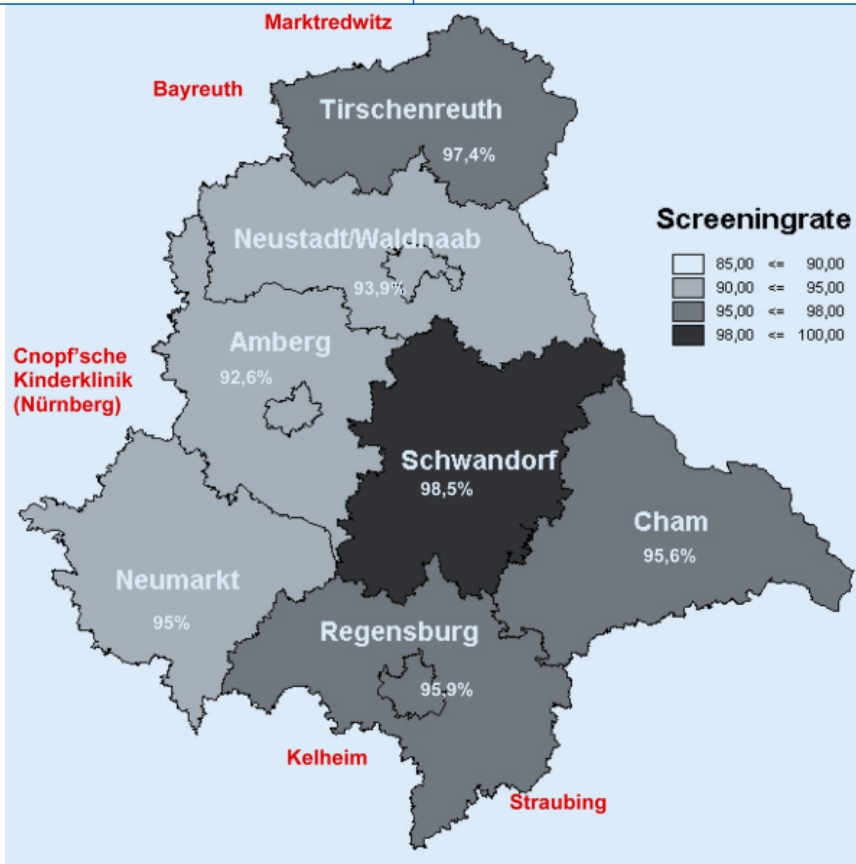 Marktredwitz
Bayreuth
Tirschenreuth
97,4%
Neustadt/Waldnaab
93,9%
Screeningrate
85,00 <= 90,00
90,00 <= 95,00
95,00 <= 98,00
98,00 <= 100,00
Amberg
92,6%
Cnopf'sche
Kinderklinik
(Nürnberg)
Schwandorf
98,5%
Cham
95,6%
Neumarkt
95%
Regensburg
95,9%
Kelheim
Straubing